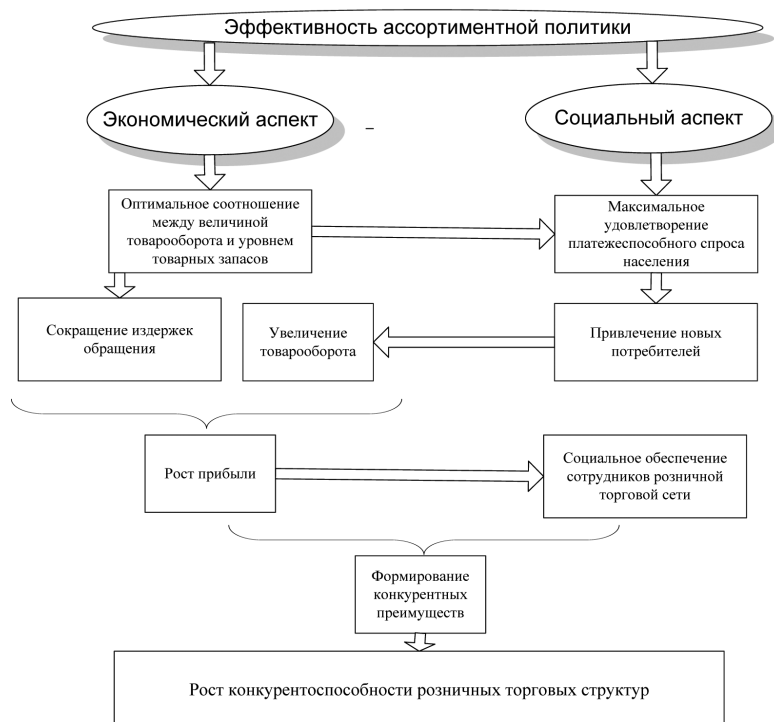 Эффективность ассортиментной политики
Экономический аспект
–
Социальный аспект
Оптимальное соотношение
между величиной
товарооборота и уровнем
товарных запасов
Максимальное
удовлетворение
платежеспособного спроса
населения
Сокращение издержек
обращения
Увеличение
товарооборота
Привлечение новых
потребителей
Рост прибыли
Социальное обеспечение
сотрудников розничной
торговой сети
Формирование
конкурентных
преимуществ
Рост конкурентоспособности розничных торговых структур